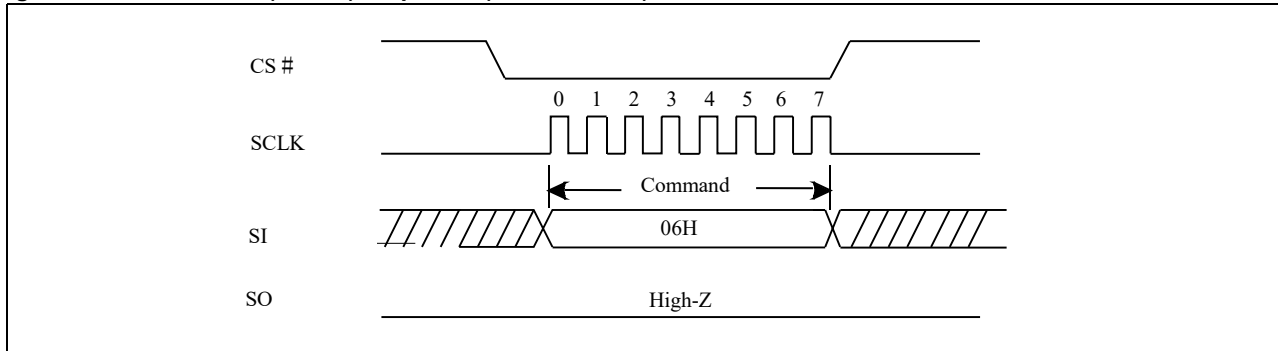 CS #
0 1 2 3 4 5 6 7
SCLK
Command
SI
06H
SO
High-Z